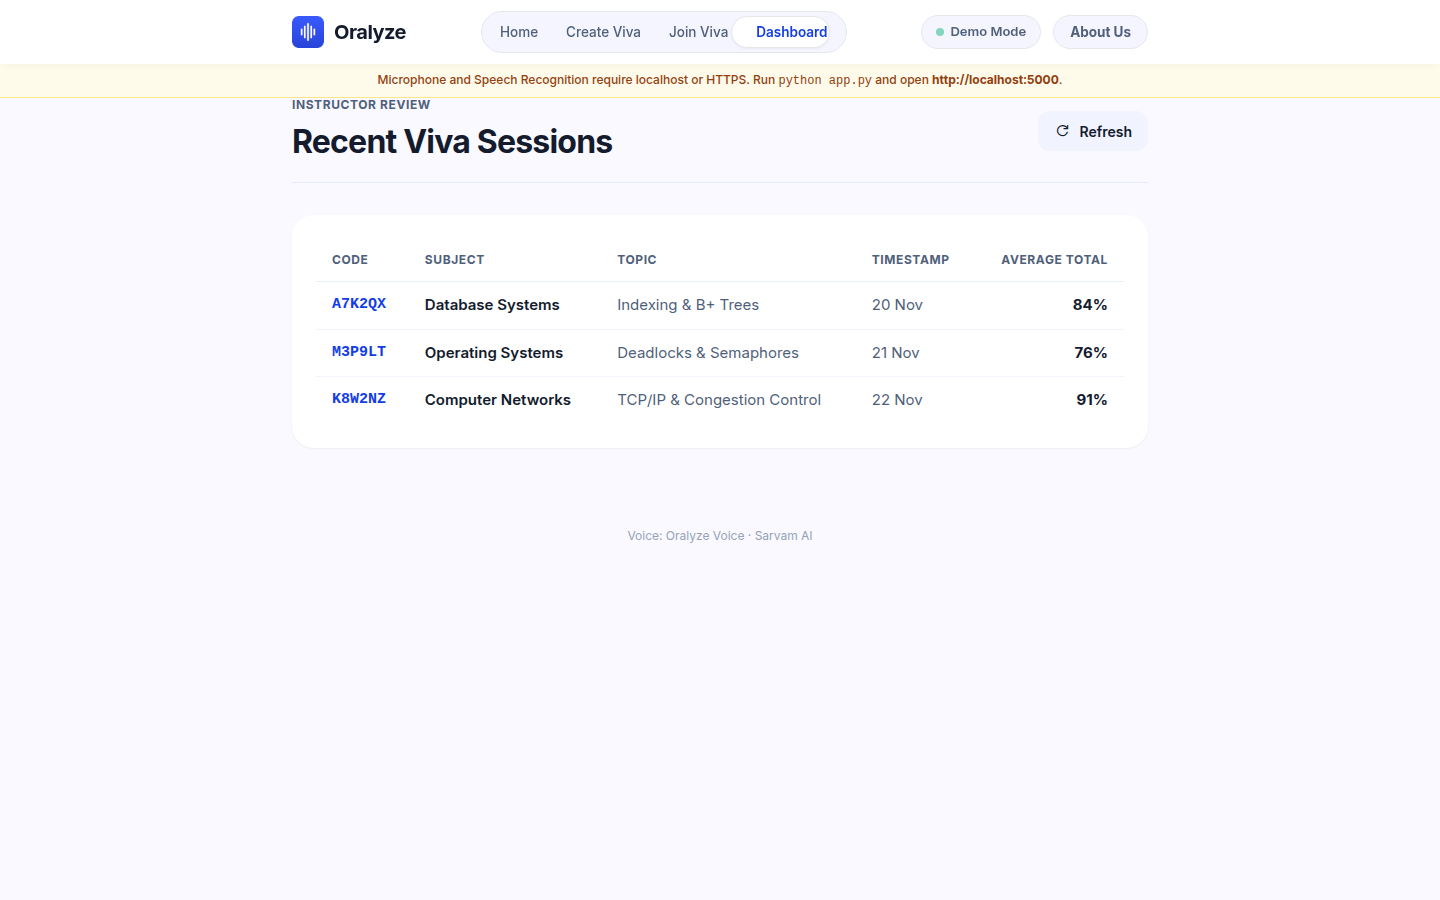 Oralyze
Home Create Viva Join Viva Dashboard
Demo Mode
About Us
Microphone and Speech Recognition require localhost or HTTPS. Run python app.py and open http://localhost:5000.
INSTRUCTOR REVIEW
Recent Viva Sessions
Refresh
CODE SUBJECT TOPIC TIMESTAMP AVERAGE TOTAL
A7K2QX Database Systems Indexing & B+ Trees 20 Nov 84%
M3P9LT Operating Systems Deadlocks & Semaphores 21 Nov 76%
K8W2NZ Computer Networks TCP/IP & Congestion Control 22 Nov 91%
Voice: Oralyze Voice · Sarvam AI